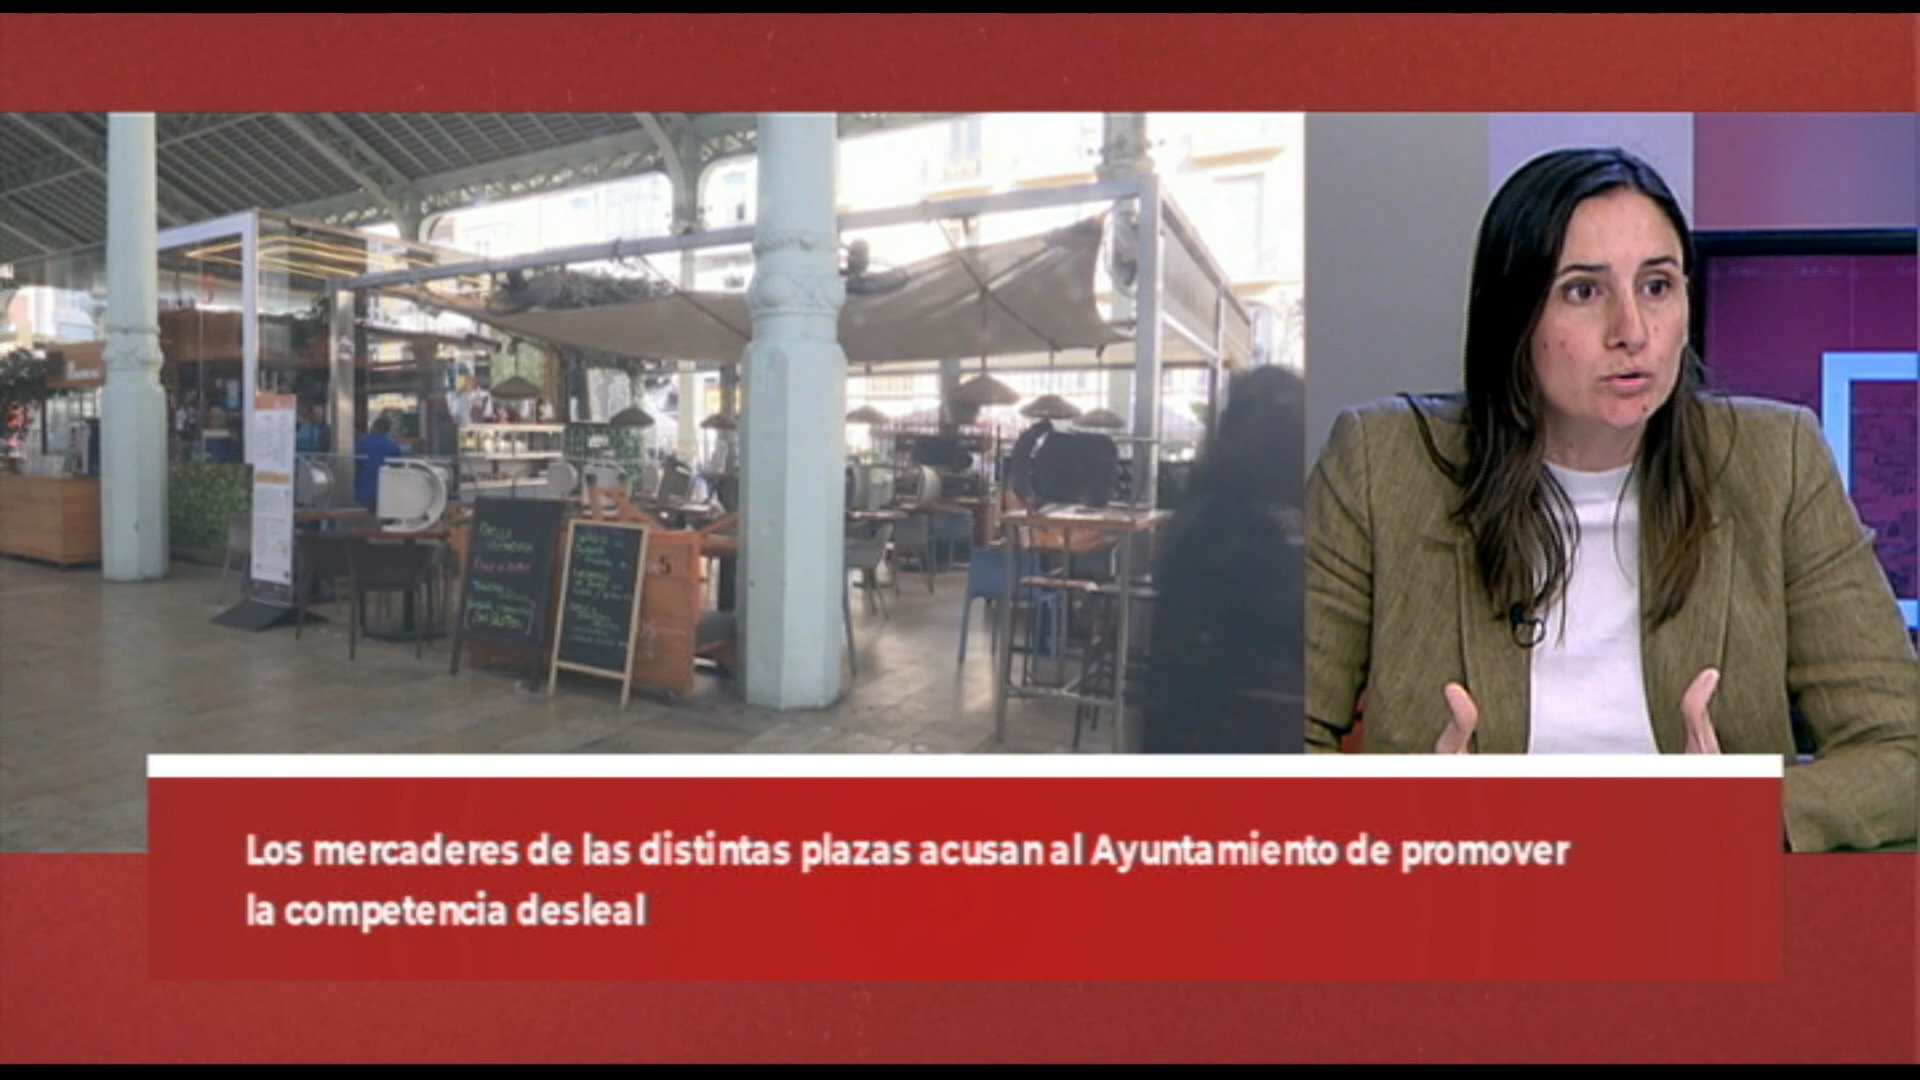 Los mercaderes de las distintas plazas acusan al Ayuntamiento de promover
la competencia desleal